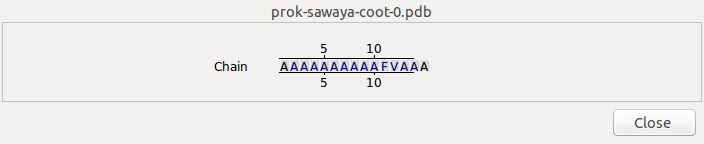 prok-sawaya-coot-0.pdb
5 10
Chain AAAAAAAAAAFVAAA
5 10
Close